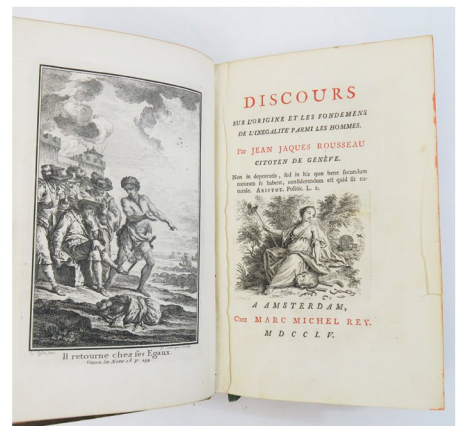 Il retourne chez ses Egaux.
DISCOURS
SUR L'ORIGINE ET LES FONDEMENS
DE L'INEGALITE PARMI LES HOMMES.
Par JEAN JAQUES ROUSSEAU
CITOYEN DE GENÈVE.
Non in depravatis, sed in his quæ bene secundum
naturam se habent, considerandum est quid sit na-
turale. ARISTOT. Politic. L. 2.
A AMSTERDAM,
Chez MARC MICHEL REY.
MDCCLV.